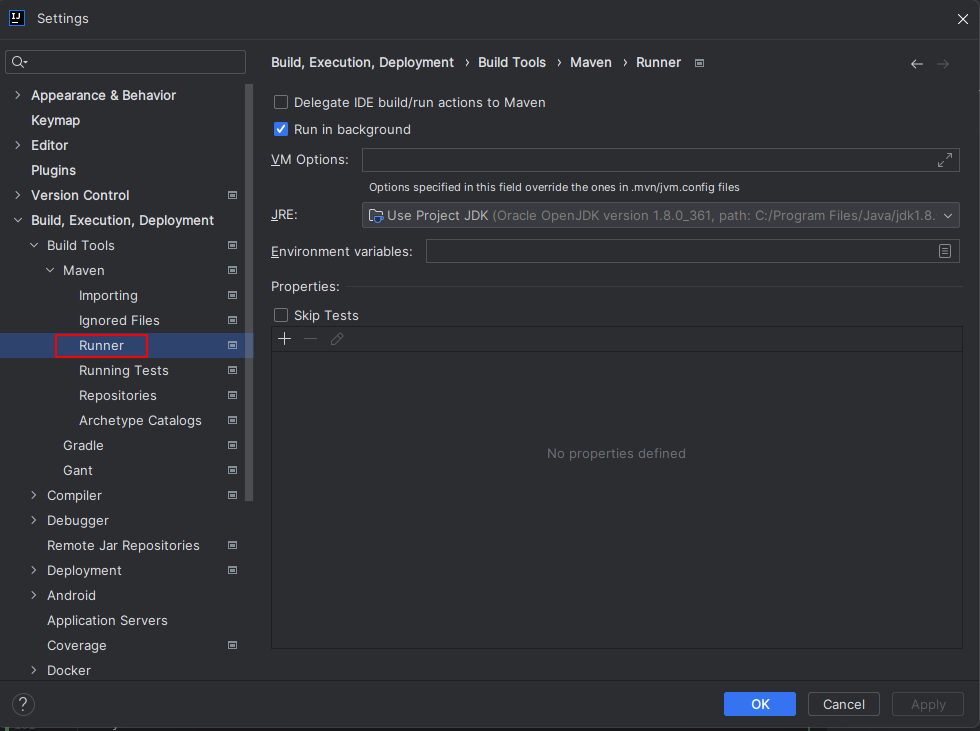 Settings
Appearance & Behavior
Keymap
Editor
Plugins
Version Control
Build, Execution, Deployment
Build Tools
Maven
Importing
Ignored Files
Runner
Running Tests
Repositories
Archetype Catalogs
Gradle
Gant
Compiler
Debugger
Remote Jar Repositories
Deployment
Android
Application Servers
Coverage
Docker
Build, Execution, Deployment › Build Tools › Maven › Runner
Delegate IDE build/run actions to Maven
Run in background
VM Options:
Options specified in this field override the ones in .mvn/jvm.config files
JRE: Use Project JDK (Oracle OpenJDK version 1.8.0_361, path: C:/Program Files/Java/jdk1.8.
Environment variables:
Properties:
Skip Tests
No properties defined
?
OK Cancel Apply